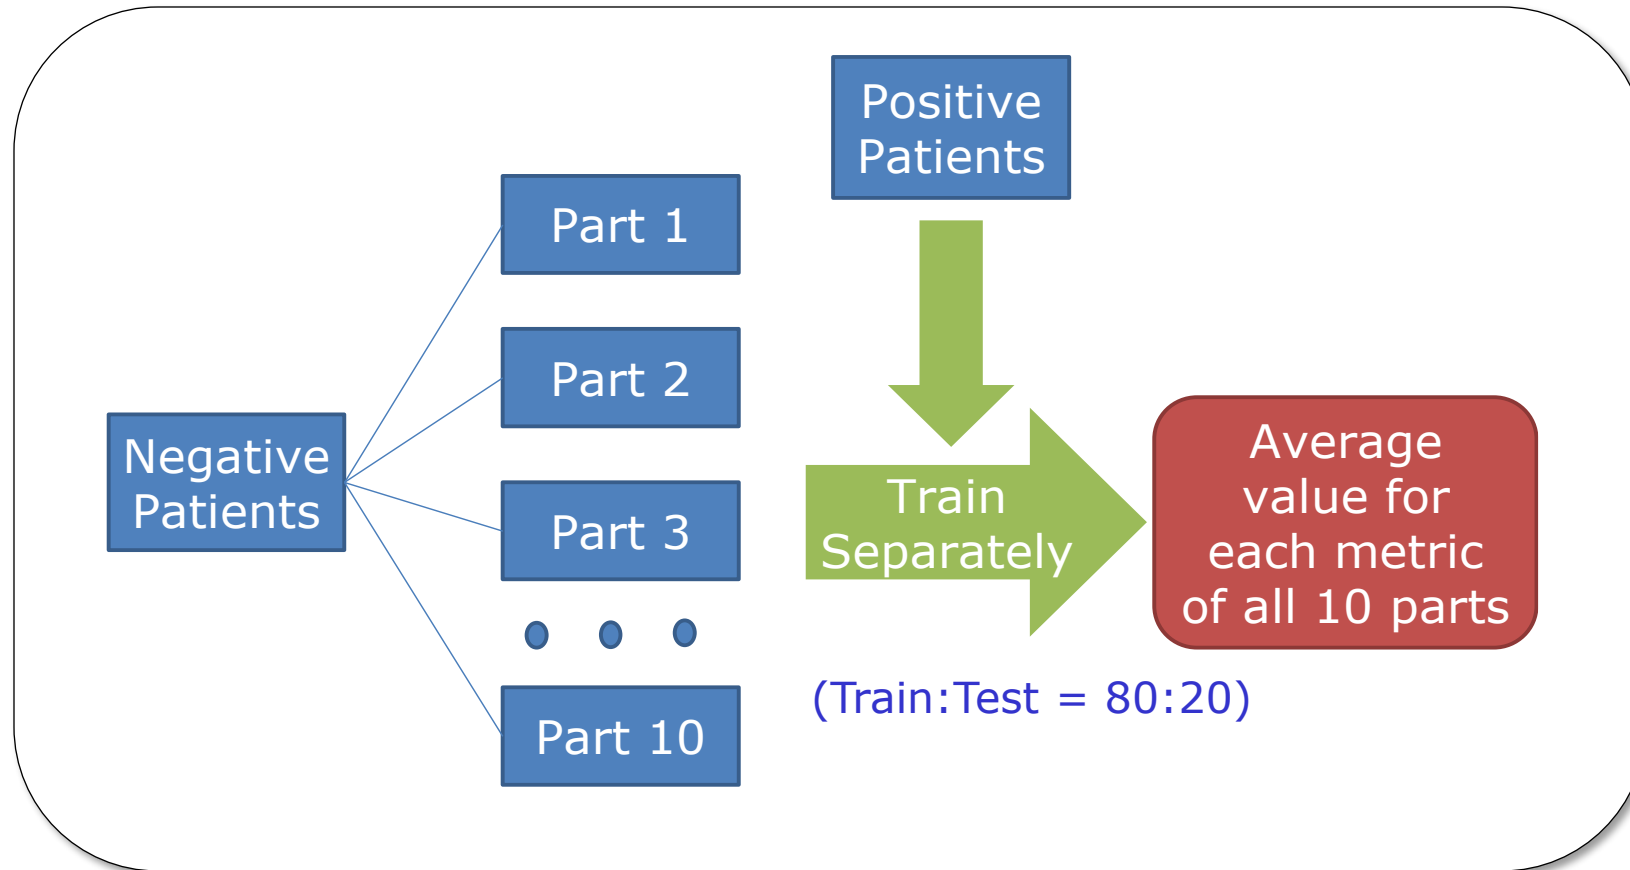 Positive
Patients
Part 1
Part 2
Negative
Patients
Part 3
Part 10
Train
Separately
(Train:Test = 80:20)
Average
value for
each metric
of all 10 parts